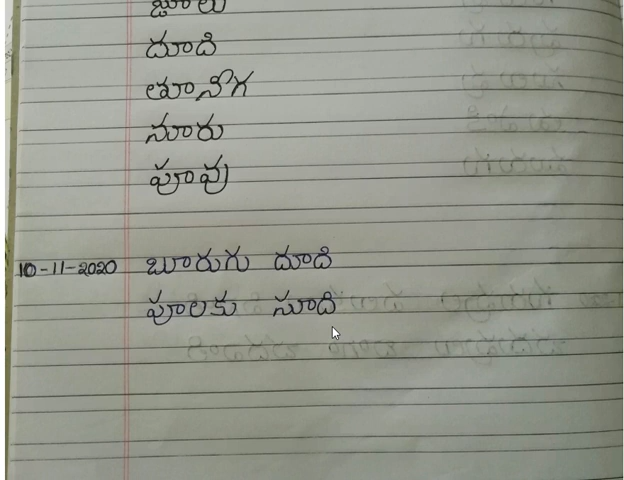 జూలు
దూది
తూనిగ
నూరు
పూవు
10-11-2020 బూరుగు దూది
పూలకు సూది